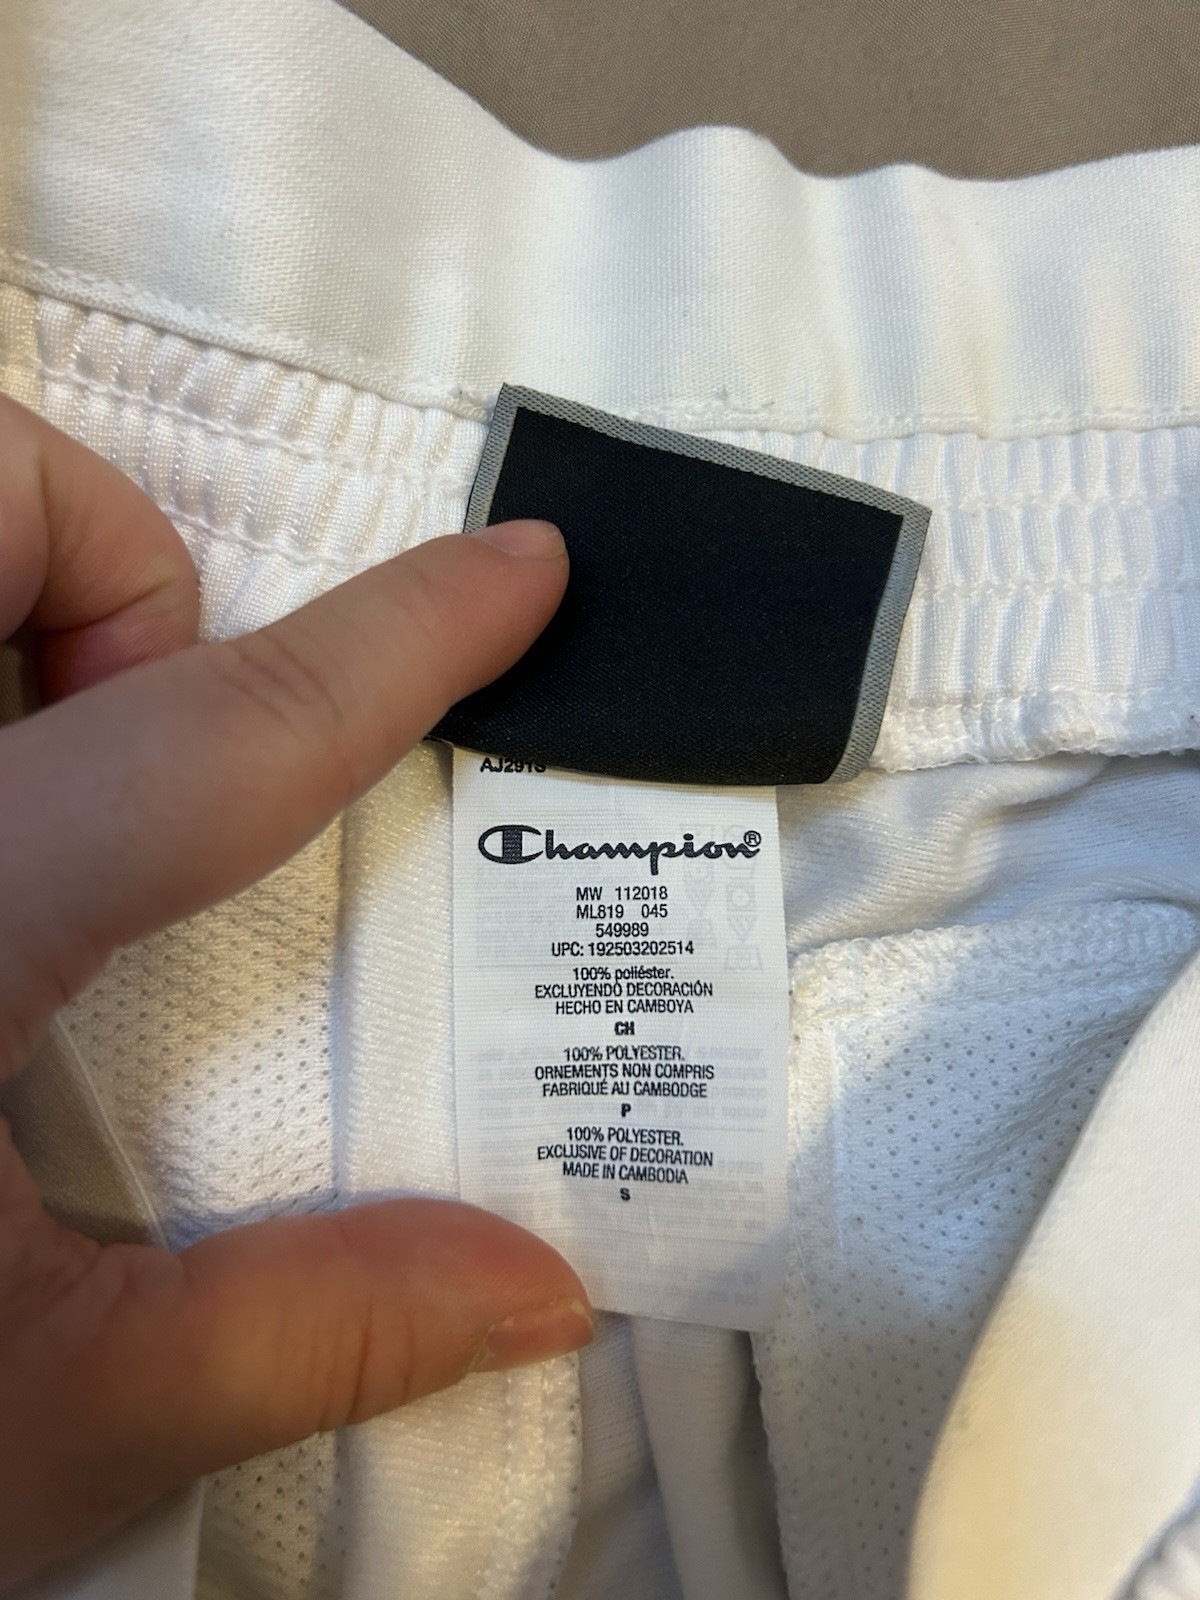 Champion®
MW 112018
ML819 045
549989
UPC: 192503202514
100% poliéster.
EXCLUYENDO DECORACIÓN
HECHO EN CAMBOYA
CH
100% POLYESTER.
ORNEMENTS NON COMPRIS
FABRIQUÉ AU CAMBODGE
P
100% POLYESTER.
EXCLUSIVE OF DECORATION
MADE IN CAMBODIA
S